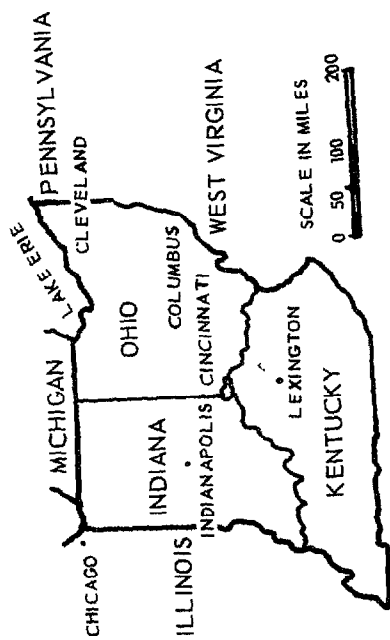 LAKE ERIE
PENNSYLVANIA
CLEVELAND
MICHIGAN
CHICAGO
OHIO
COLUMBUS
INDIANA
INDIANAPOLIS
ILLINOIS
CINCINNATI
WEST VIRGINIA
LEXINGTON
KENTUCKY
SCALE IN MILES
0 50 100 200